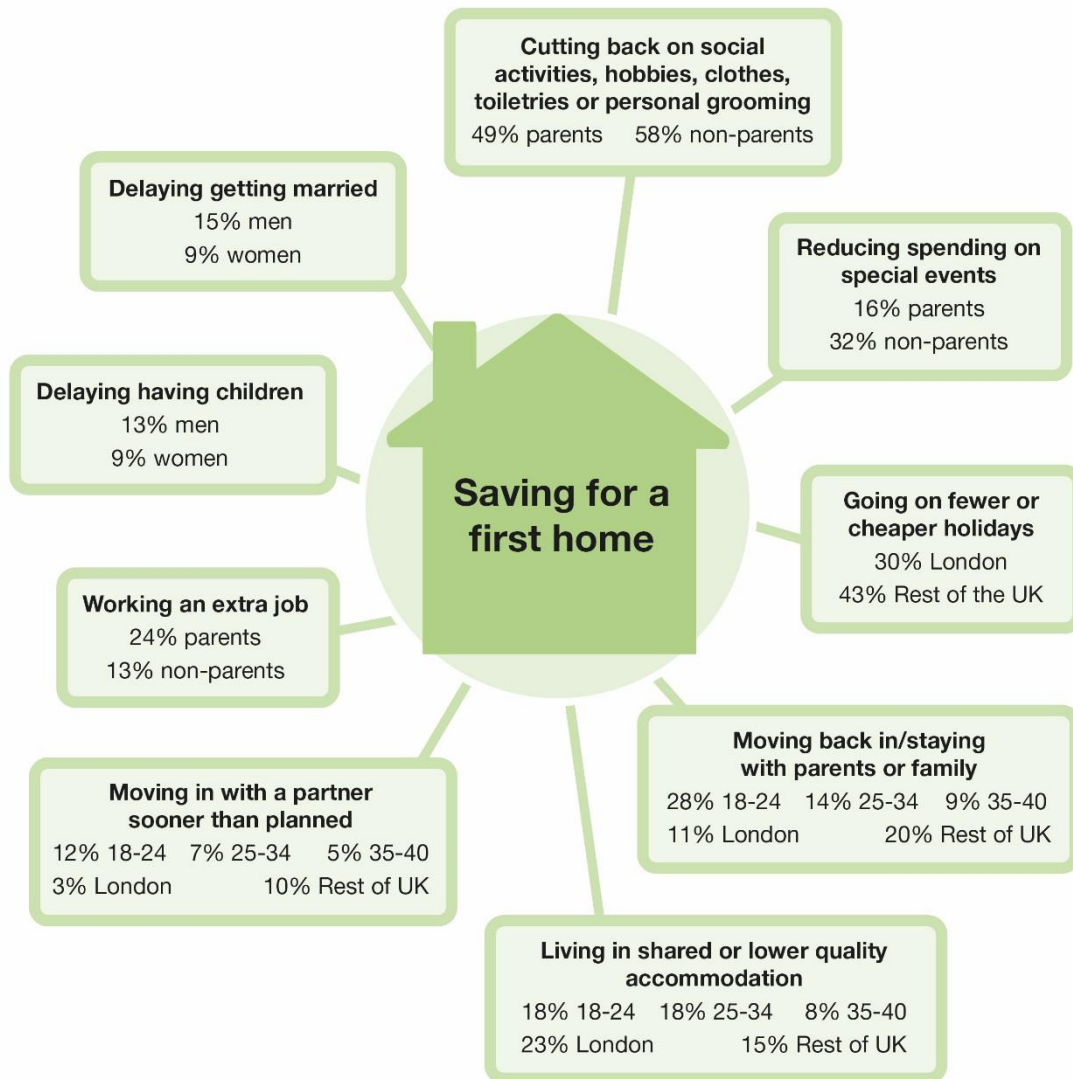 Cutting back on social
activities, hobbies, clothes,
toiletries or personal grooming
49% parents 58% non-parents
Delaying getting married
15% men
9% women
Reducing spending on
special events
16% parents
32% non-parents
Delaying having children
13% men
9% women
Saving for a
first home
Going on fewer or
cheaper holidays
30% London
43% Rest of the UK
Working an extra job
24% parents
13% non-parents
Moving back in/staying
with parents or family
28% 18-24 14% 25-34 9% 35-40
11% London 20% Rest of UK
Moving in with a partner
sooner than planned
12% 18-24 7% 25-34 5% 35-40
3% London 10% Rest of UK
Living in shared or lower quality
accommodation
18% 18-24 18% 25-34 8% 35-40
23% London 15% Rest of UK